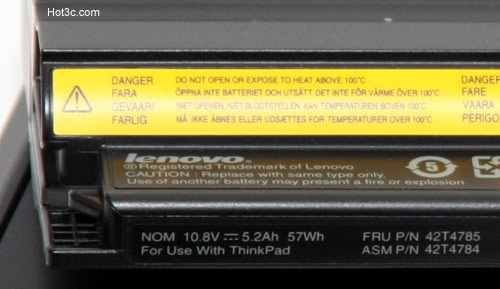 Hot3c.com
DANGER DO NOT OPEN OR EXPOSE TO HEAT ABOVE 100°C DANGER
FARA ÖPPNA INTE BATTERIET OCH UTSÄTT DET INTE FÖR VÄRME ÖVER 100°C FARE
GEVAAR! NIET OPENEN, NIET BLOOTSTELLEN AAN TEMPERATUREN BOVEN 100°C VAARA
FARLIG MÅ IKKE ÅBNES ELLER UDSÆTTES FOR TEMPERATURER OVER 100°C PERIGO
lenovo
®Registered Trademark of Lenovo
Caution: Replace with same type only.
Use of another battery may present a fire or explosion.
5
NOM 10.8V 5.2Ah 57Wh FRU P/N 42T4785
For Use With ThinkPad ASM P/N 42T4784